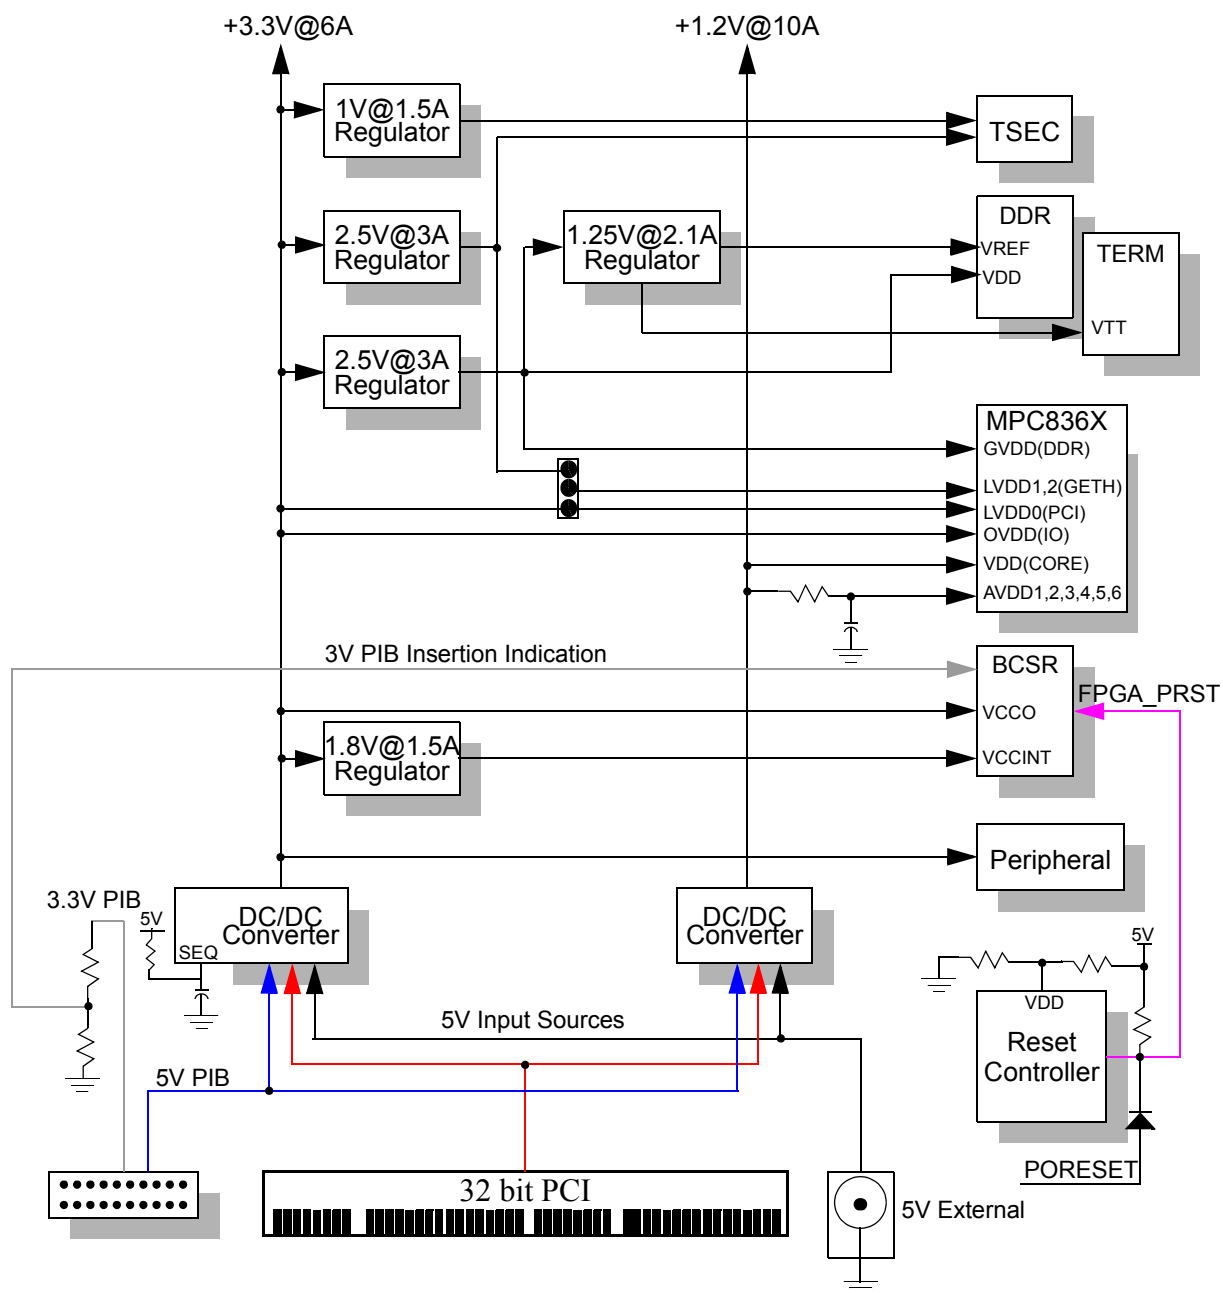 +3.3V@6A
+1.2V@10A
1V@1.5A
Regulator
TSEC
2.5V@3A
Regulator
1.25V@2.1A
Regulator
DDR
VREF
VDD
TERM
VTT
2.5V@3A
Regulator
MPC836X
GVDD(DDR)
LVDD1,2(GETH)
LVDD0(PCI)
OVDD(IO)
VDD(CORE)
AVDD1,2,3,4,5,6
3V PIB Insertion Indication
BCSR
FPGA_PRST
VCCO
VCCINT
1.8V@1.5A
Regulator
Peripheral
3.3V PIB
5V
DC/DC
Converter
SEQ
DC/DC
Converter
5V
VDD
Reset
Controller
5V Input Sources
5V PIB
PORESET
32 bit PCI
5V External